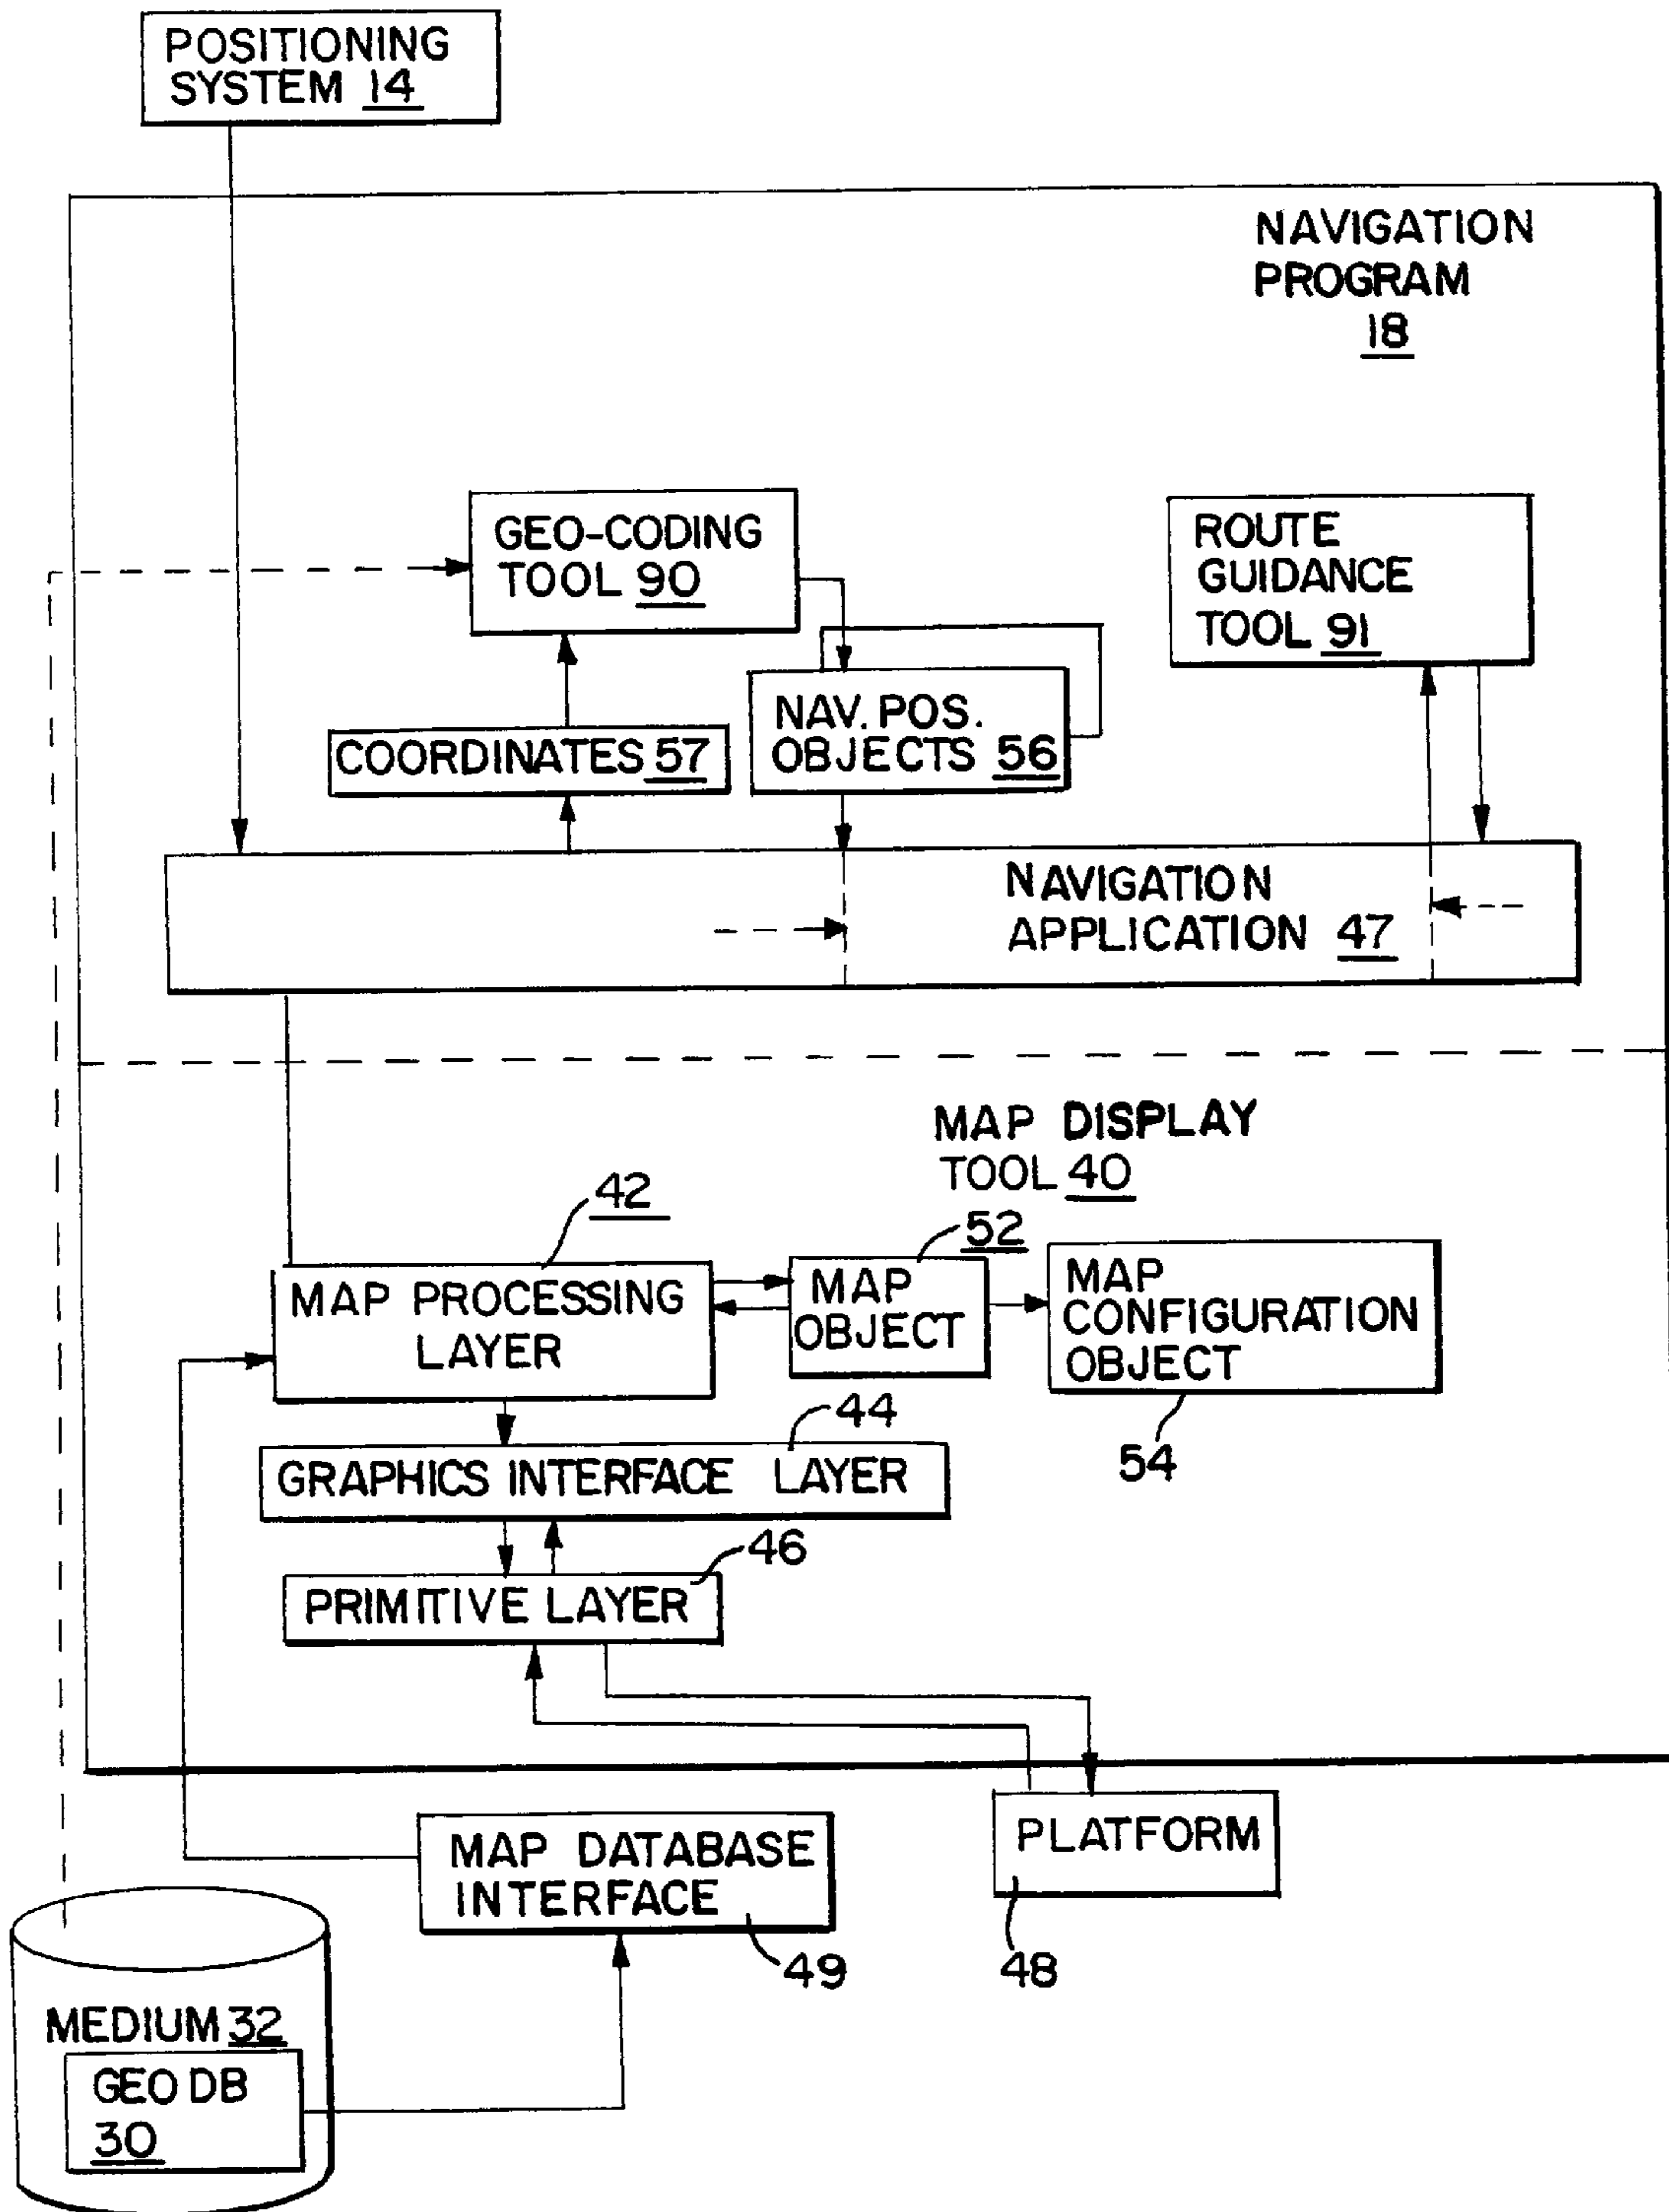 POSITIONING
SYSTEM 14
NAVIGATION
PROGRAM
18
GEO-CODING
TOOL 90
ROUTE
GUIDANCE
TOOL 91
NAV. POS.
OBJECTS 56
COORDINATES 57
NAVIGATION
APPLICATION 47
MAP DISPLAY
TOOL 40
42
52
MAP PROCESSING
LAYER
MAP
OBJECT
MAP
CONFIGURATION
OBJECT
54
44
GRAPHICS INTERFACE LAYER
46
PRIMITIVE LAYER
MAP DATABASE
INTERFACE
49
PLATFORM
48
MEDIUM 32
GEO DB
30